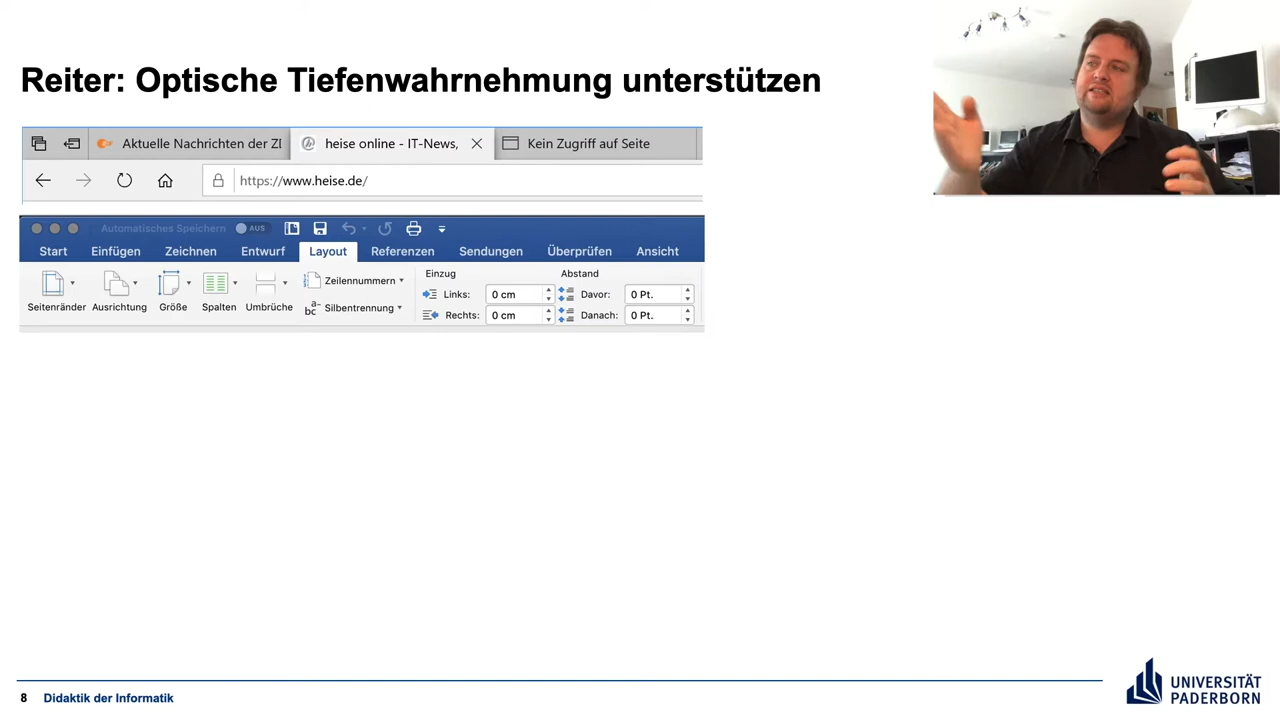 Reiter: Optische Tiefenwahrnehmung unterstützen
Aktuelle Nachrichten der ZD
heise online - IT-News,
Kein Zugriff auf Seite
https://www.heise.de/
Automatisches Speichern AUS
Start Einfügen Zeichnen Entwurf Layout Referenzen Sendungen Überprüfen Ansicht
Zeilennummern
Einzug
Abstand
Links: 0 cm
Davor: 0 Pt.
Seitenränder Ausrichtung Größe Spalten Umbrüche
a-
bc
Silbentrennung
Rechts: 0 cm
Danach: 0 Pt.
8 Didaktik der Informatik
UNIVERSITÄT
PADERBORN